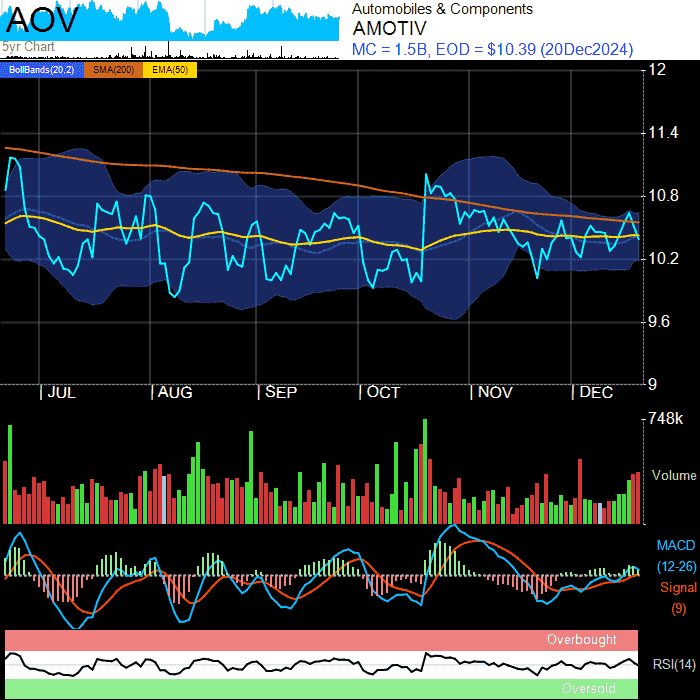 AOV
5yr Chart
Automobiles & Components
AMOTIV
MC = 1.5B, EOD = $10.39 (20Dec2024)
BollBands(20,2) SMA(200) EMA(50)
12
11.4
10.8
10.2
9.6
9
JUL AUG SEP OCT NOV DEC
748k
Volume
MACD
(12-26)
Signal
(9)
Overbought
RSI(14)
Oversold